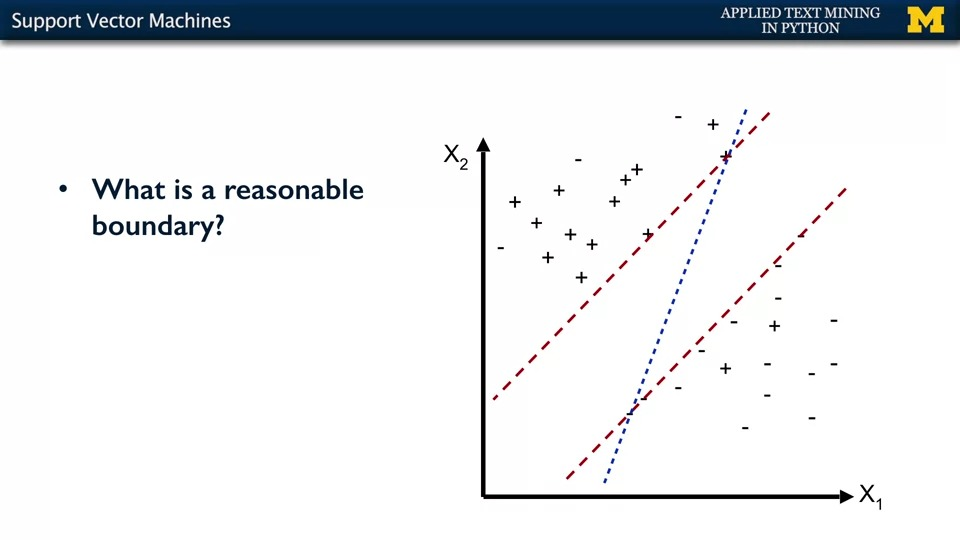 Support Vector Machines
APPLIED TEXT MINING
IN PYTHON
M
• What is a reasonable
boundary?
X2
X1